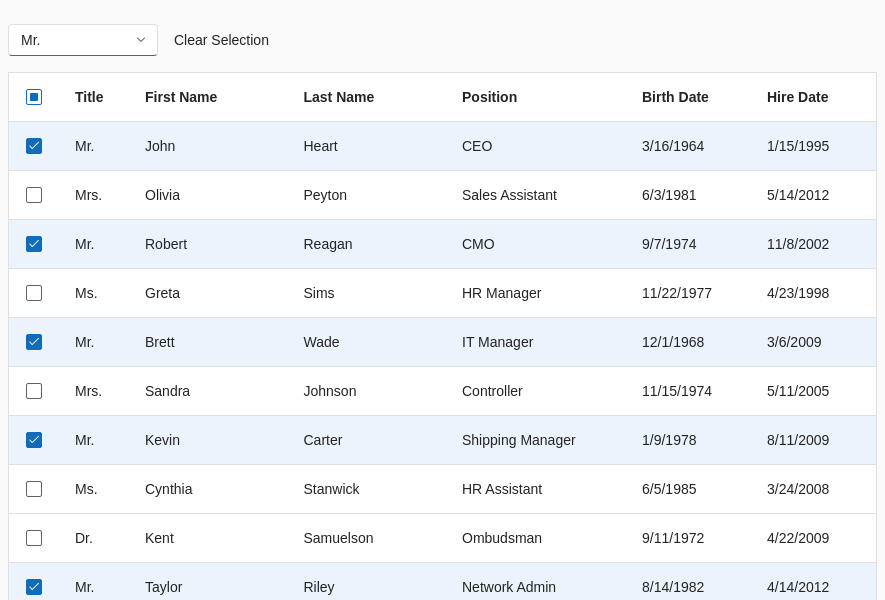 Mr. Clear Selection
Title First Name Last Name Position Birth Date Hire Date
Mr. John Heart CEO 3/16/1964 1/15/1995
Mrs. Olivia Peyton Sales Assistant 6/3/1981 5/14/2012
Mr. Robert Reagan CMO 9/7/1974 11/8/2002
Ms. Greta Sims HR Manager 11/22/1977 4/23/1998
Mr. Brett Wade IT Manager 12/1/1968 3/6/2009
Mrs. Sandra Johnson Controller 11/15/1974 5/11/2005
Mr. Kevin Carter Shipping Manager 1/9/1978 8/11/2009
Ms. Cynthia Stanwick HR Assistant 6/5/1985 3/24/2008
Dr. Kent Samuelson Ombudsman 9/11/1972 4/22/2009
Mr. Taylor Riley Network Admin 8/14/1982 4/14/2012